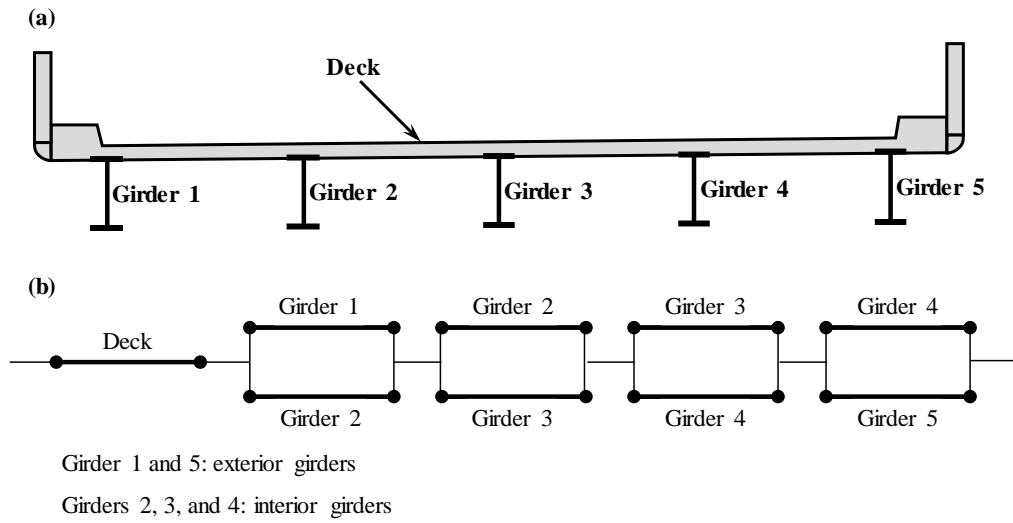 (a)
Deck
Girder 1
Girder 2
Girder 3
Girder 4
Girder 5
(b)
Deck
Girder 1
Girder 2
Girder 3
Girder 4
Girder 2
Girder 3
Girder 4
Girder 5
Girder 1 and 5: exterior girders
Girders 2, 3, and 4: interior girders